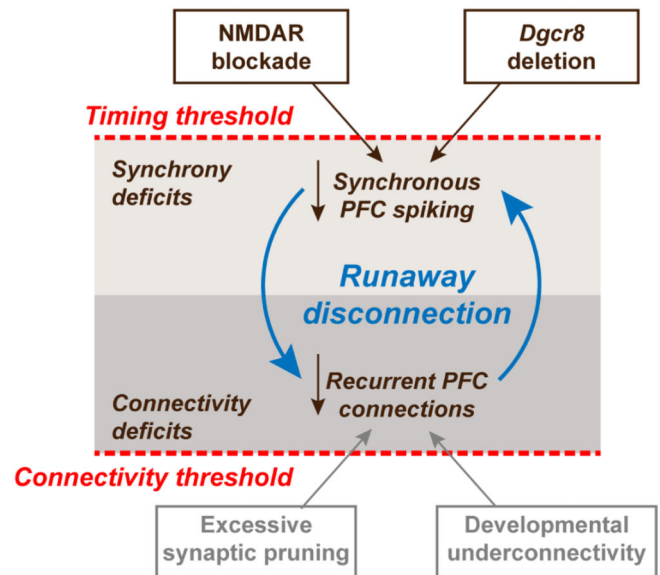 NMDAR
blockade
Dgcr8
deletion
Timing threshold
Synchrony
deficits
Synchronous
PFC spiking
Runaway
disconnection
Recurrent PFC
connections
Connectivity
deficits
Connectivity threshold
Excessive
synaptic pruning
Developmental
underconnectivity